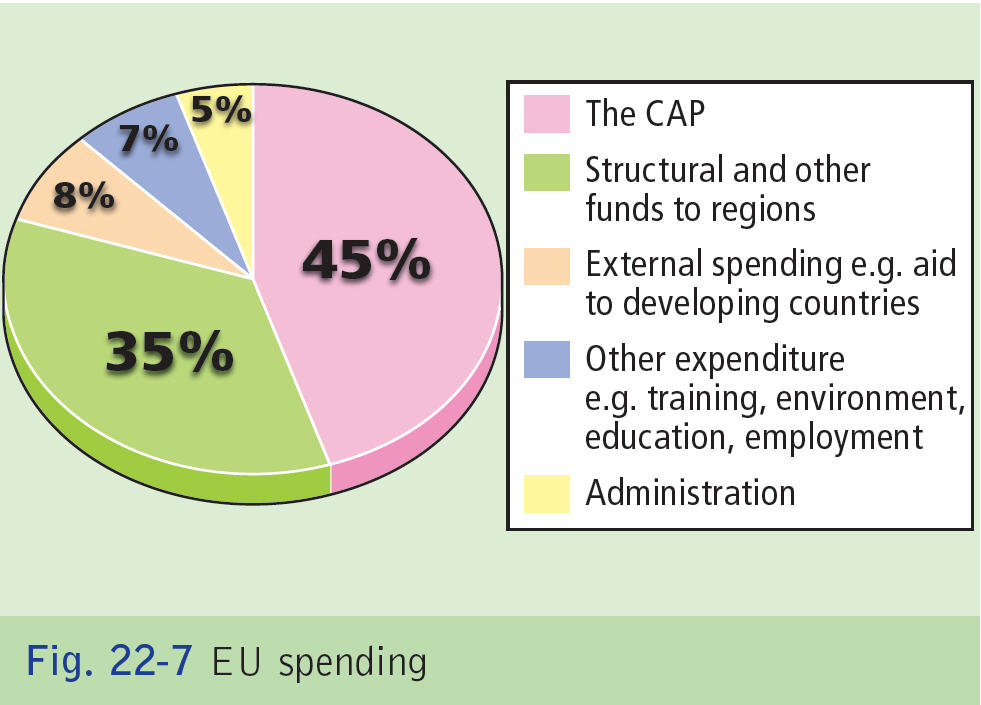 5%
7%
8%
45%
35%
The CAP
Structural and other
funds to regions
External spending e.g. aid
to developing countries
Other expenditure
e.g. training, environment,
education, employment
Administration
Fig. 22-7 EU spending